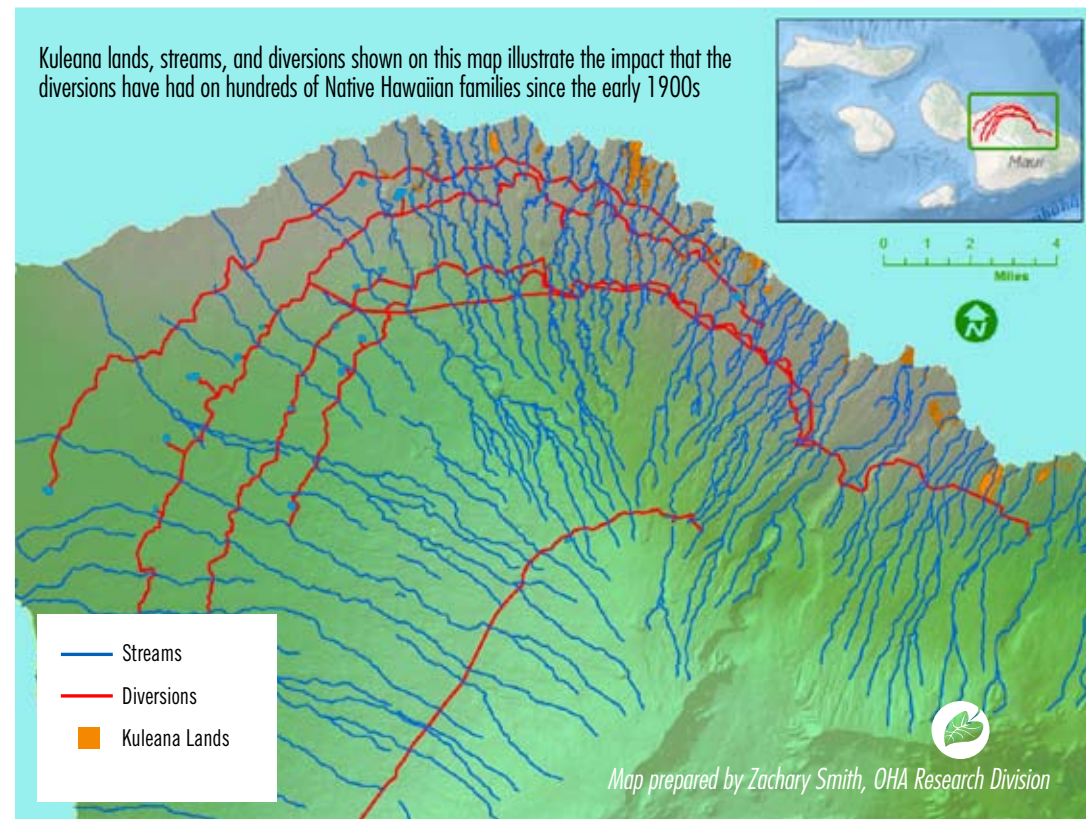 Kuleana lands, streams, and diversions shown on this map illustrate the impact that the
diversions have had on hundreds of Native Hawaiian families since the early 1900s
Maui
0 1 2 4
Miles
N
Streams
Diversions
Kuleana Lands
Map prepared by Zachary Smith, OHA Research Division